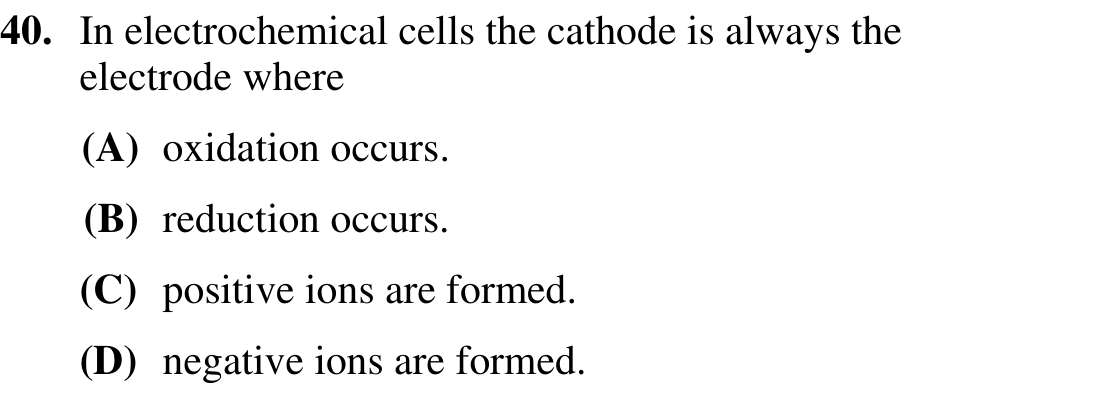 40. In electrochemical cells the cathode is always the
electrode where
(A) oxidation occurs.
(B) reduction occurs.
(C) positive ions are formed.
(D) negative ions are formed.